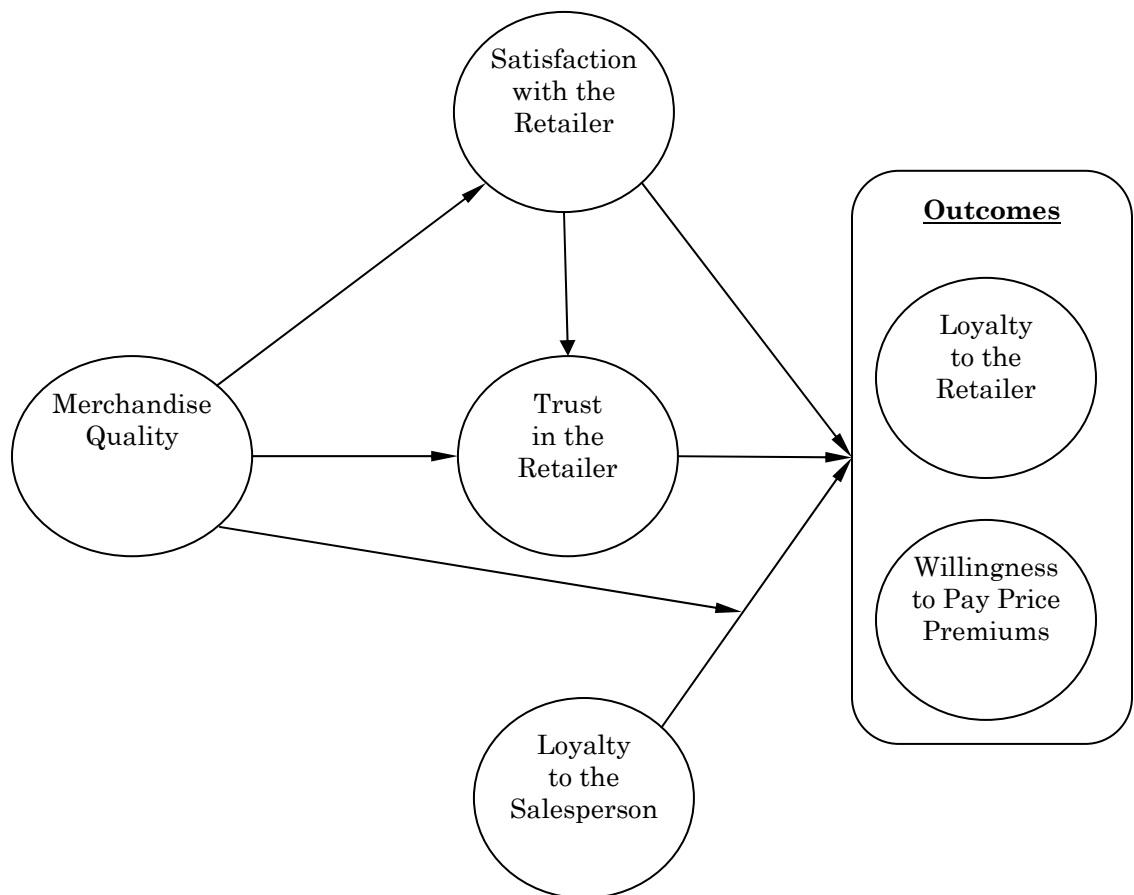 Satisfaction
with the
Retailer
Outcomes
Loyalty
to the
Retailer
Merchandise
Quality
Trust
in the
Retailer
Willingness
to Pay Price
Premiums
Loyalty
to the
Salesperson